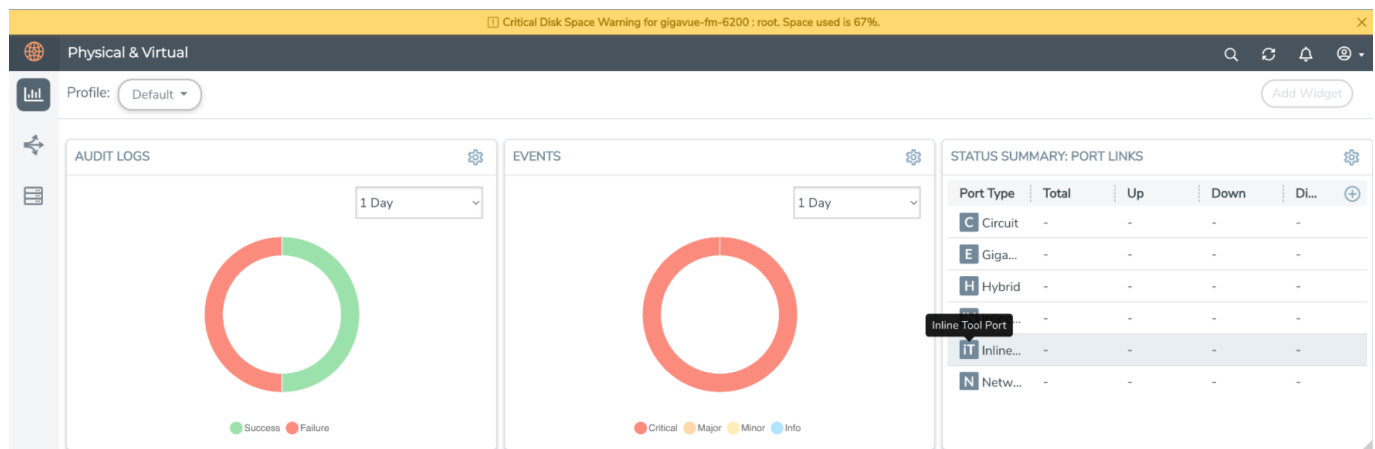 Critical Disk Space Warning for gigavue-fm-6200 : root. Space used is 67%.
Physical & Virtual
Profile: Default
Add Widget
AUDIT LOGS
1 Day
Success Failure
EVENTS
1 Day
Critical Major Minor Info
STATUS SUMMARY: PORT LINKS
Port Type Total Up Down Di...
C Circuit - - - -
E Giga... - - - -
H Hybrid - - - -
Inline Tool Port
... - - - -
iT Inline... - - - -
N Netw... - - - -